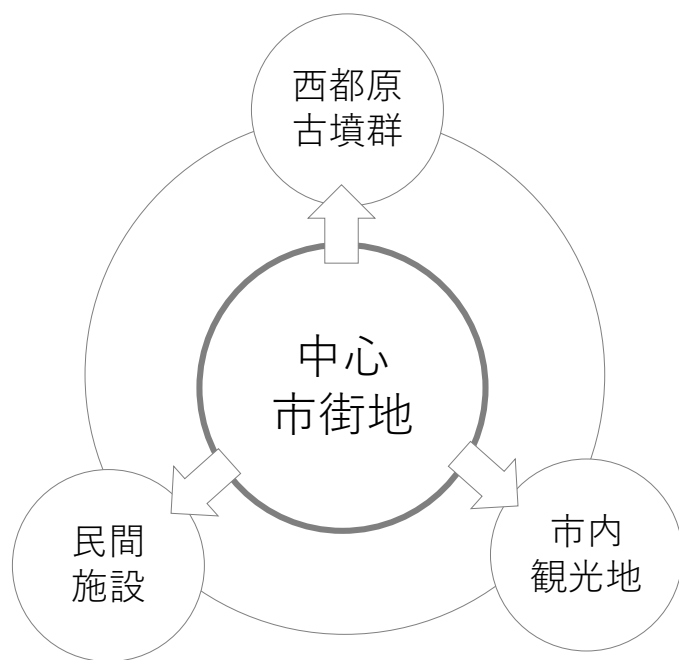 西都原
古墳群
中心
市街地
民間
施設
市内
観光地